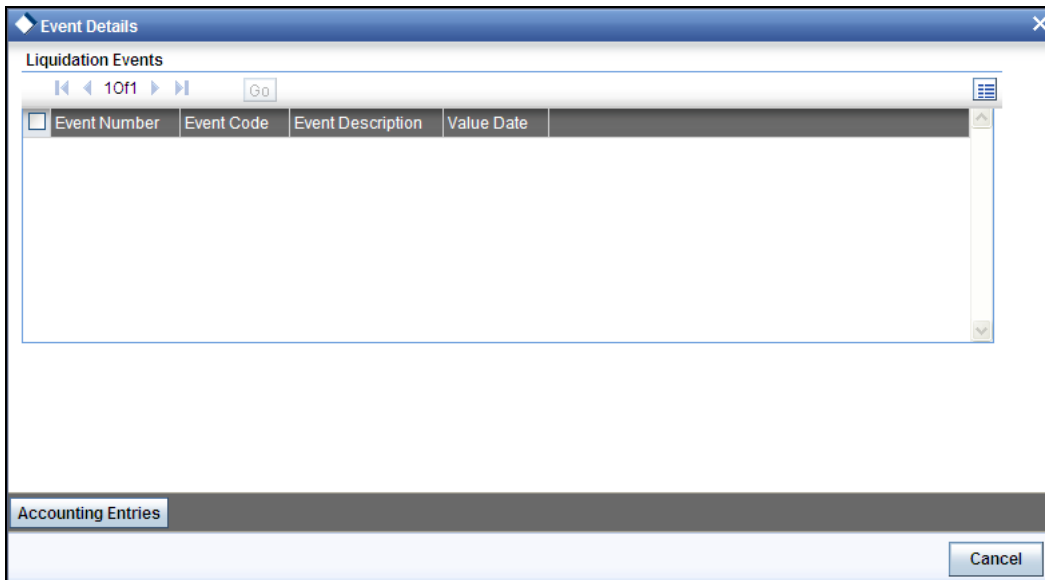 Event Details
Liquidation Events
1Of1 Go
Event Number Event Code Event Description Value Date
Accounting Entries
Cancel